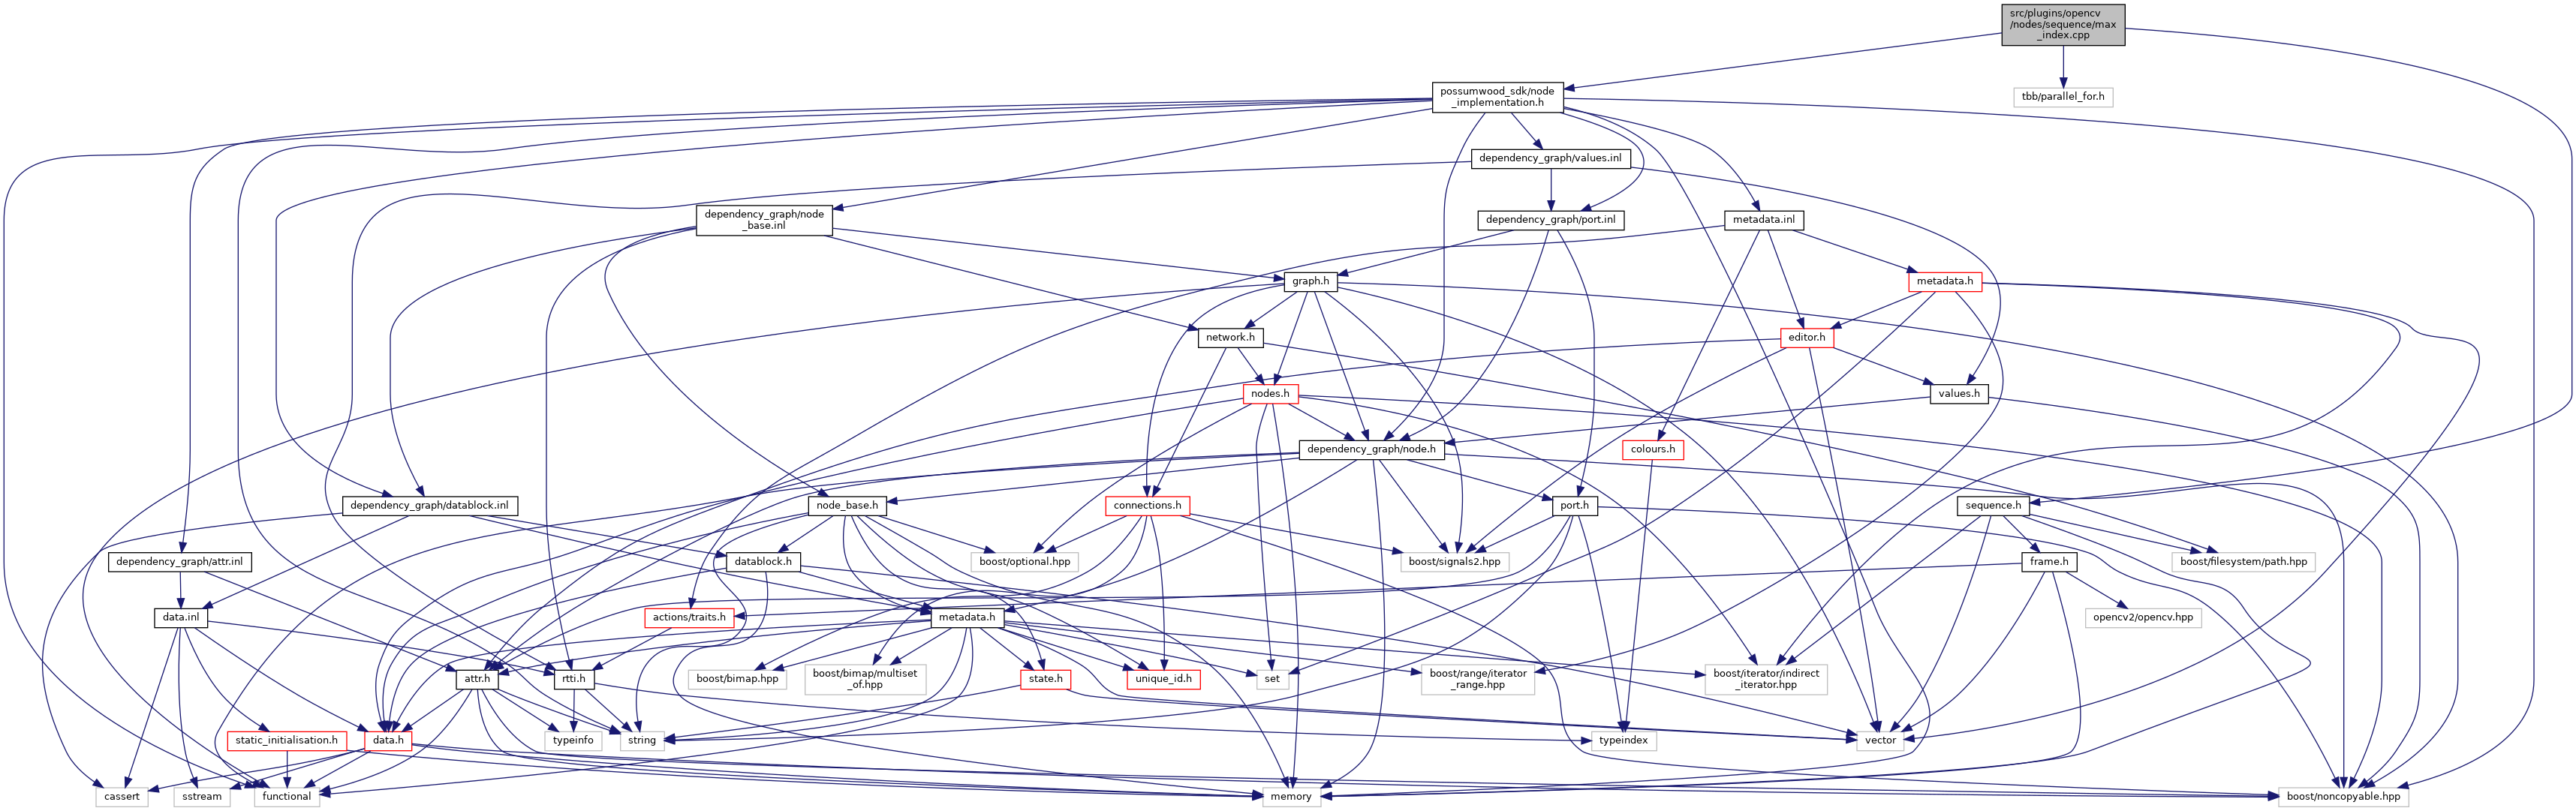 src/plugins/opencv
/nodes/sequence/max
_index.cpp
possumwood_sdk/node
_implementation.h
tbb/parallel_for.h
dependency_graph/values.inl
dependency_graph/node
_base.inl
dependency_graph/port.inl
metadata.inl
graph.h
metadata.h
network.h
editor.h
nodes.h
values.h
dependency_graph/node.h
colours.h
dependency_graph/datablock.inl
node_base.h
connections.h
port.h
sequence.h
dependency_graph/attr.inl
datablock.h
boost/optional.hpp
boost/signals2.hpp
frame.h
boost/filesystem/path.hpp
data.inl
actions/traits.h
metadata.h
opencv2/opencv.hpp
attr.h
rtti.h
boost/bimap.hpp
boost/bimap/multiset
_of.hpp
state.h
unique_id.h
set
boost/range/iterator
_range.hpp
boost/iterator/indirect
_iterator.hpp
static_initialisation.h
data.h
typeinfo
string
typeindex
vector
cassert
sstream
functional
memory
boost/noncopyable.hpp